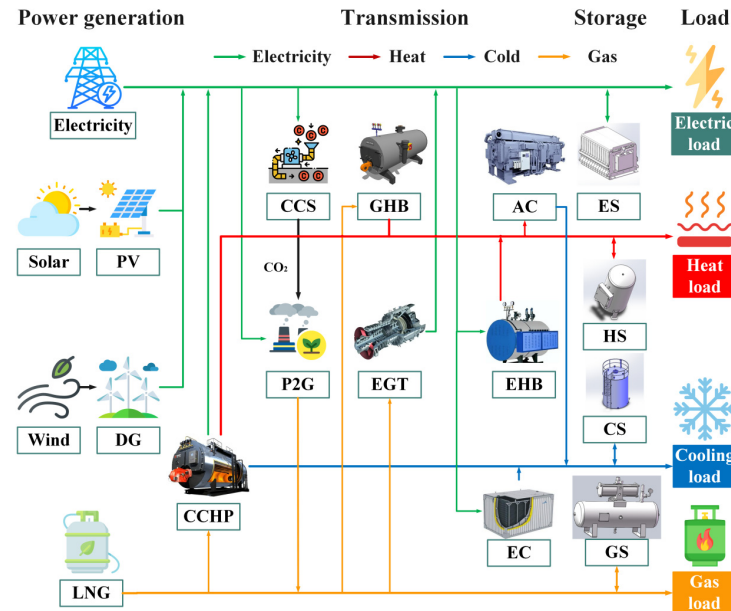 Power generation
Transmission
Storage
Load
Electricity
Heat
Cold
Gas
Electricity
Electric
load
CCS
GHB
AC
ES
Solar
PV
CO₂
Heat
load
HS
P2G
EGT
EHB
CS
Wind
DG
Cooling
load
CCHP
EC
GS
LNG
Gas
load